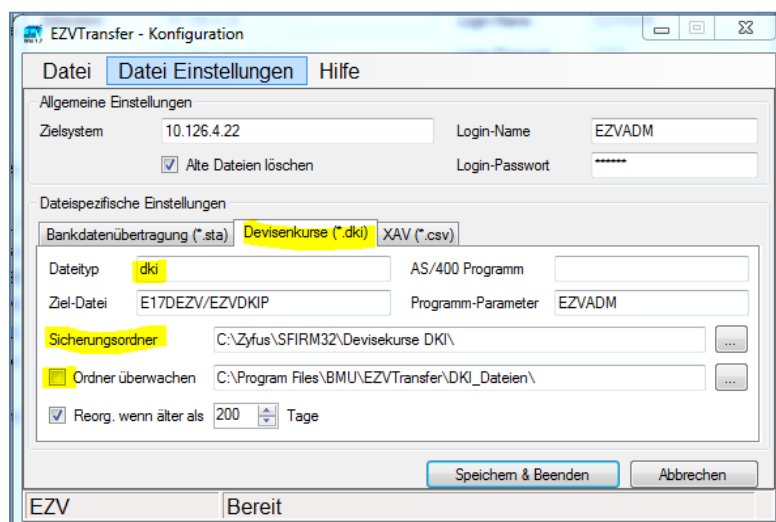 EZVTransfer - Konfiguration
Datei Datei Einstellungen Hilfe
Allgemeine Einstellungen
Zielsystem 10.126.4.22 Login-Name EZVADM
Alte Dateien löschen Login-Passwort ******
Dateispezifische Einstellungen
Bankdatenübertragung (*.sta) Devisenkurse (*.dki) XAV (*.csv)
Dateityp dki AS/400 Programm
Ziel-Datei E17DEZV/EZVDKIP Programm-Parameter EZVADM
Sicherungsordner C:\Zyfus\SFIRM32\Devisekurse DKI\ ...
Ordner überwachen C:\Program Files\BMU\EZVTransfer\DKI_Dateien\ ...
Reorg. wenn älter als 200 Tage
Speichern & Beenden Abbrechen
EZV Bereit